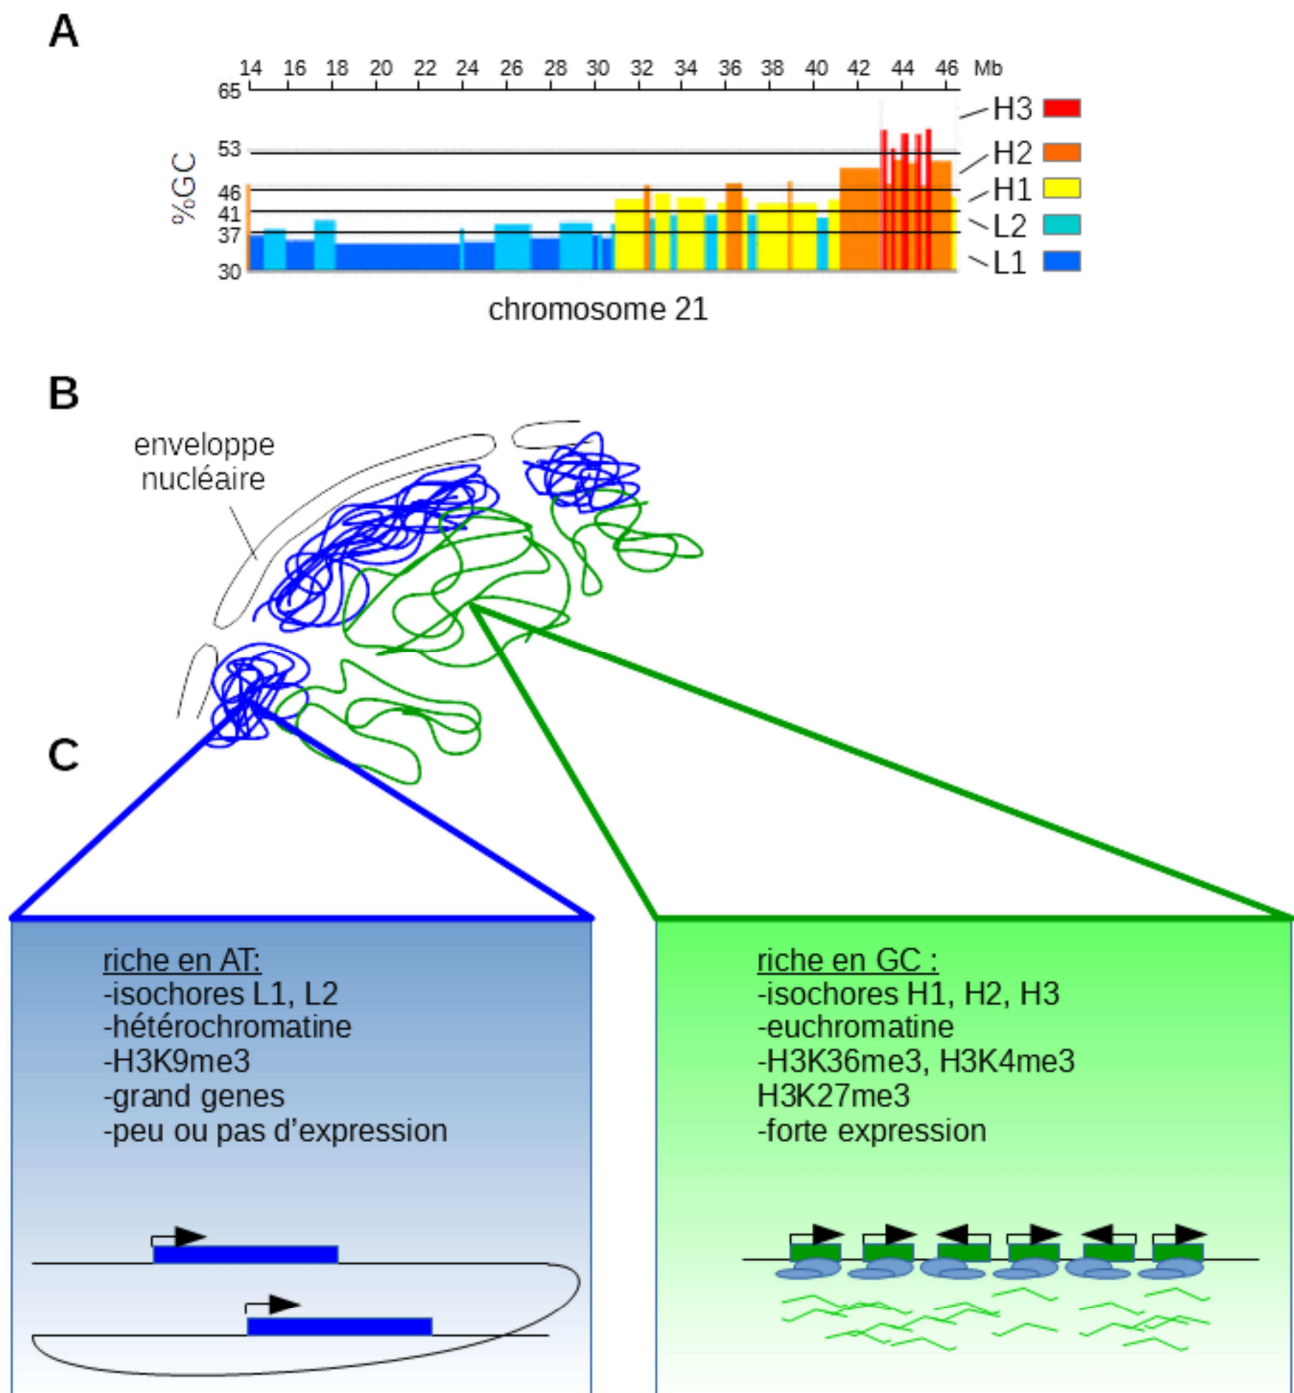 A
14 16 18 20 22 24 26 28 30 32 34 36 38 40 42 44 46 Mb
65
53
46
41
37
30
%GC
H3
H2
H1
L2
L1
chromosome 21
B
enveloppe
nucléaire
C
riche en AT:
-isochores L1, L2
-hétérochromatine
-H3K9me3
-grand genes
-peu ou pas d'expression
riche en GC :
-isochores H1, H2, H3
-euchromatine
-H3K36me3, H3K4me3
H3K27me3
-forte expression